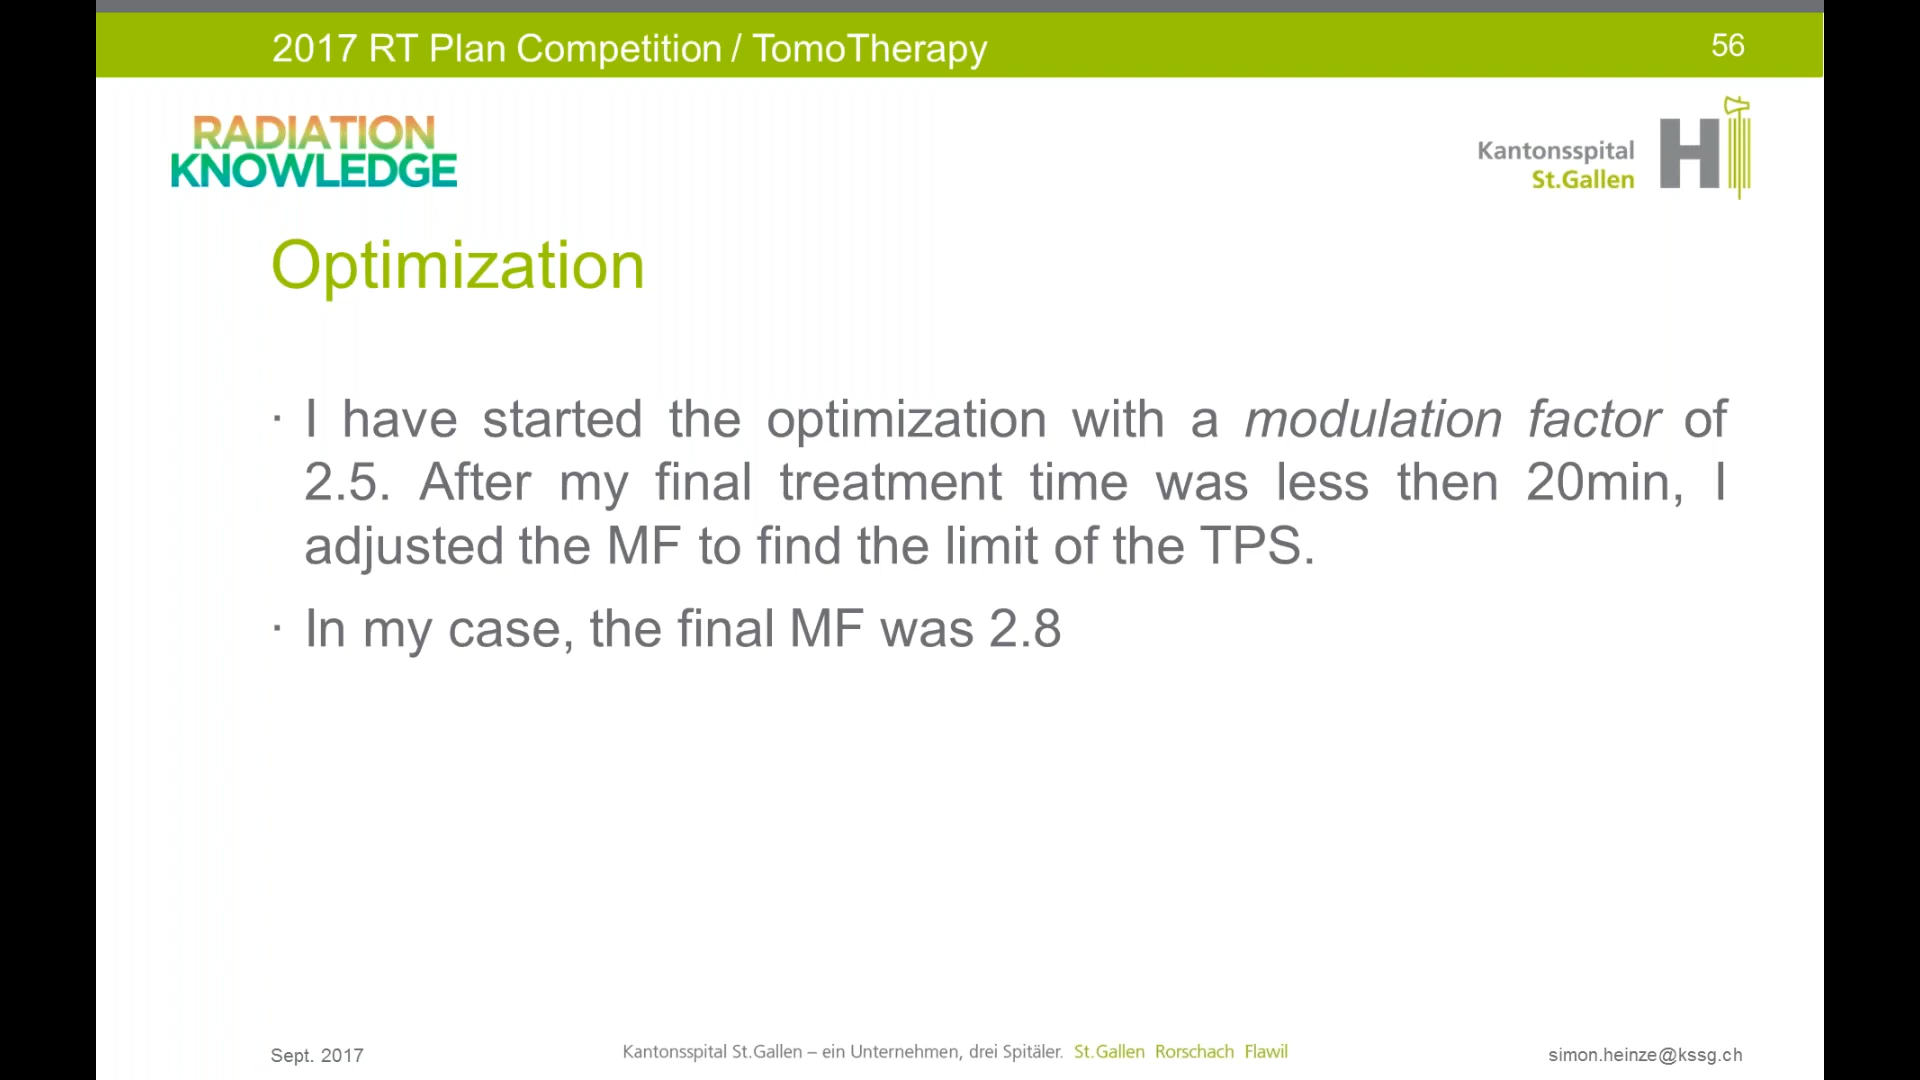 2017 RT Plan Competition / TomoTherapy
56
RADIATION
KNOWLEDGE
Kantonsspital
St.Gallen
Optimization
· I have started the optimization with a modulation factor of
2.5. After my final treatment time was less then 20min, I
adjusted the MF to find the limit of the TPS.
· In my case, the final MF was 2.8
Sept. 2017
Kantonsspital St.Gallen – ein Unternehmen, drei Spitäler. St.Gallen Rorschach Flawil
simon.heinze@kssg.ch